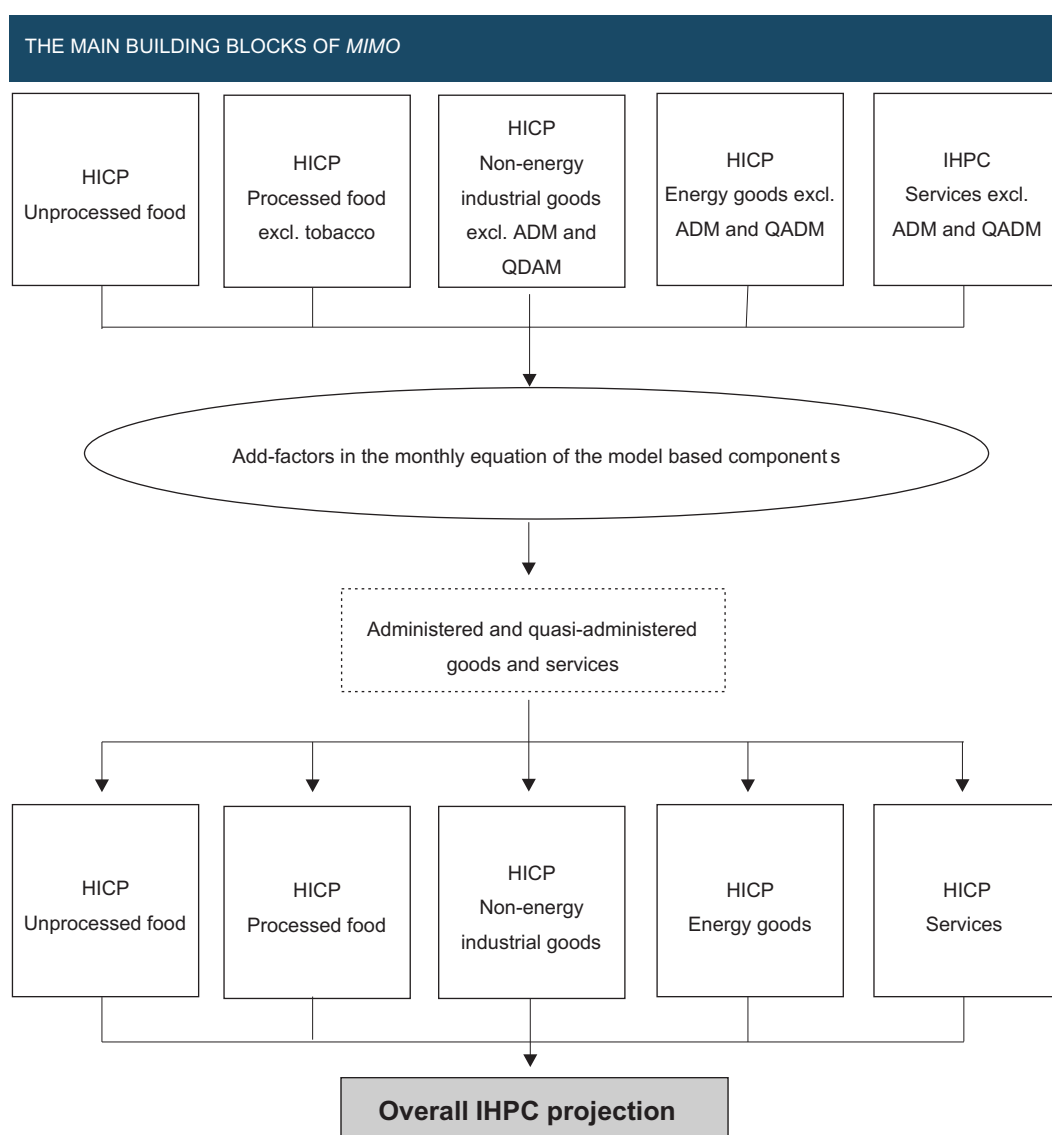 THE MAIN BUILDING BLOCKS OF MIMO
HICP
Unprocessed food
HICP
Processed food
excl. tobacco
HICP
Non-energy
industrial goods
excl. ADM and
QDAM
HICP
Energy goods excl.
ADM and QADM
IHPC
Services excl.
ADM and QADM
Add-factors in the monthly equation of the model based components
Administered and quasi-administered
goods and services
HICP
Unprocessed food
HICP
Processed food
HICP
Non-energy
industrial goods
HICP
Energy goods
HICP
Services
Overall IHPC projection